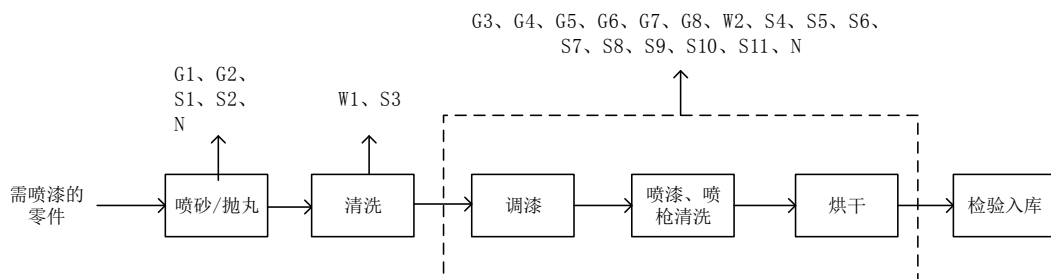 G3、G4、G5、G6、G7、G8、W2、S4、S5、S6、
S7、S8、S9、S10、S11、N
G1、G2、
S1、S2、
N
W1、S3
需喷漆的
零件
喷砂/抛丸
清洗
调漆
喷漆、喷
枪清洗
烘干
检验入库